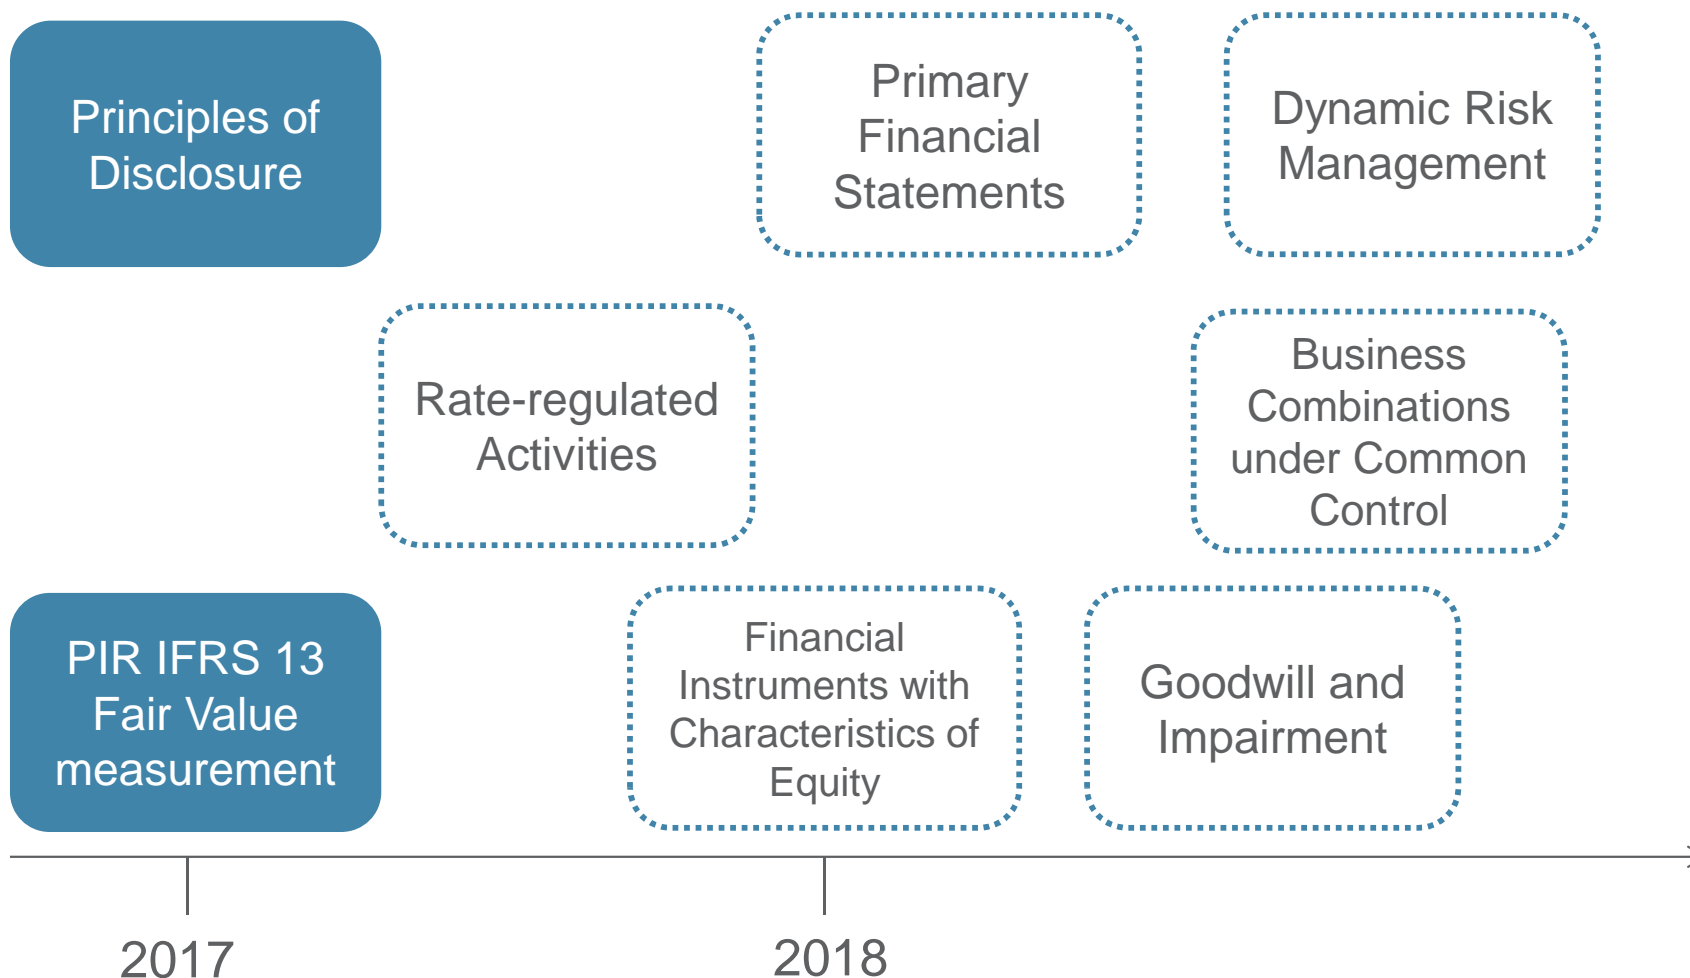 Principles of
Disclosure
Primary
Financial
Statements
Dynamic Risk
Management
Rate-regulated
Activities
Business
Combinations
under Common
Control
PIR IFRS 13
Fair Value
measurement
Financial
Instruments with
Characteristics of
Equity
Goodwill and
Impairment
2017
2018